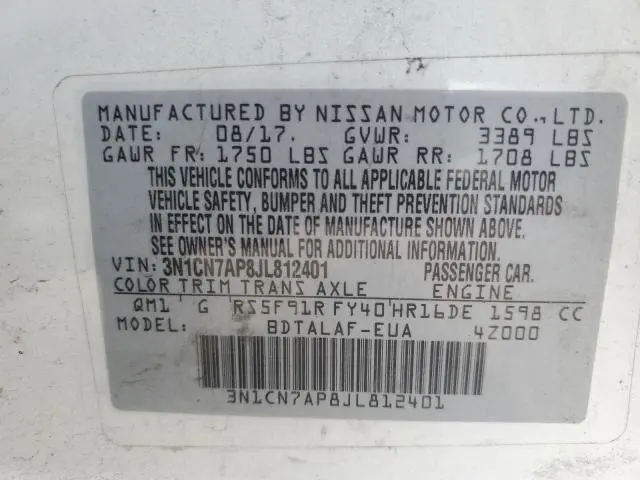 MANUFACTURED BY NISSAN MOTOR CO., LTD.
DATE: 08/17. GVWR: 3389 LBS
GAWR FR: 1750 LBS GAWR RR: 1708 LBS
THIS VEHICLE CONFORMS TO ALL APPLICABLE FEDERAL MOTOR
VEHICLE SAFETY, BUMPER AND THEFT PREVENTION STANDARDS
IN EFFECT ON THE DATE OF MANUFACTURE SHOWN ABOVE.
SEE OWNER'S MANUAL FOR ADDITIONAL INFORMATION.
VIN: 3N1CN7AP8JL812401 PASSENGER CAR.
COLOR TRIM TRANS AXLE ENGINE
QM1 G RS5F91R FY40 HR16DE 1598 CC
MODEL: BDTALAF-EUA 4Z000
3N1CN7AP8JL812401